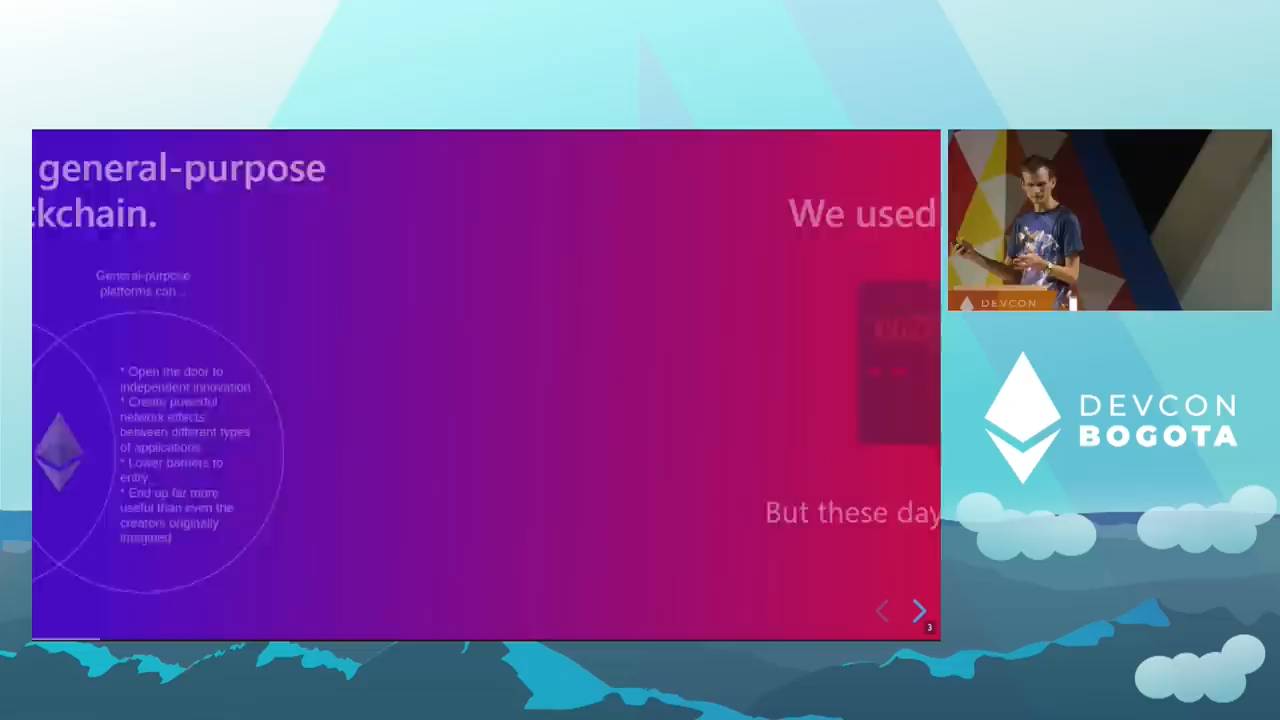 general-purpose
ckchain.
General-purpose
platforms can...
* Open the door to
independent innovation
* Create powerful
network effects
between different types
of applications
* Lower barriers to
entry
* End up far more
useful than even the
creators originally
imagined
We used
But these day
3
DEVCON
DEVCON
BOGOTA